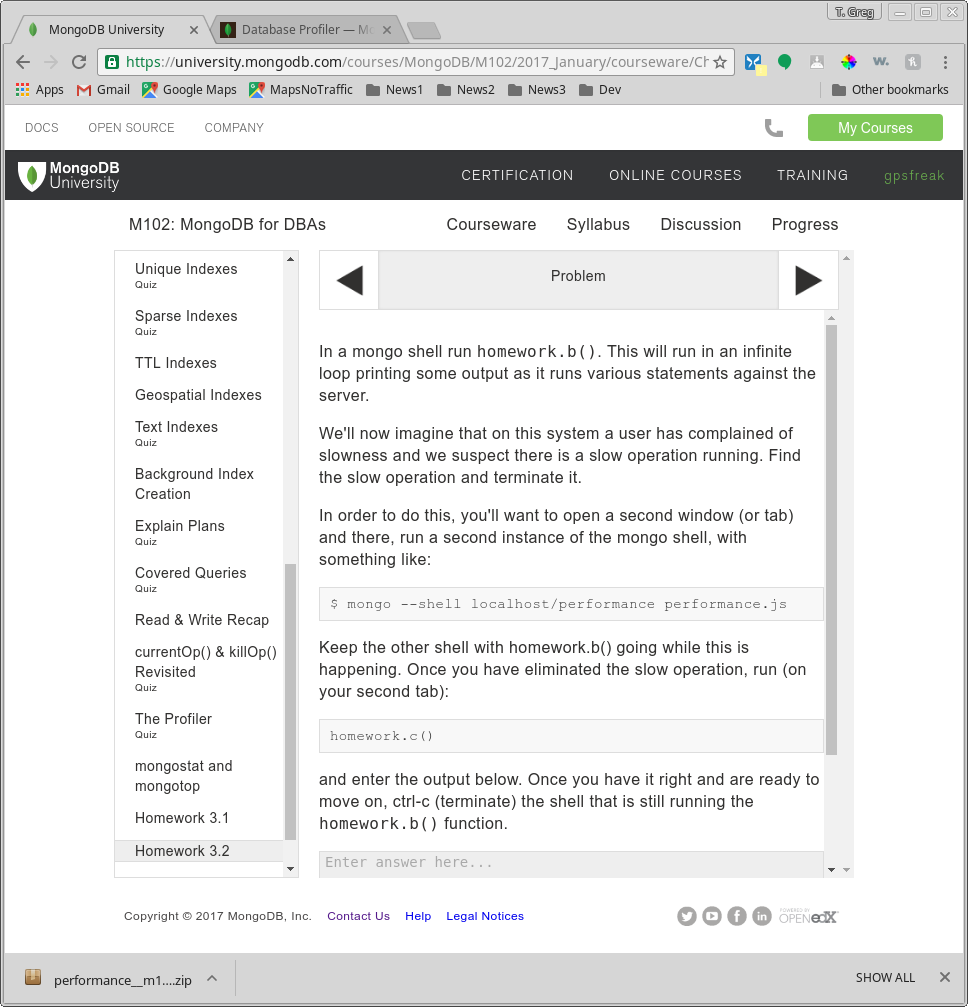 T. Greg
MongoDB University
Database Profiler — Mo
https://university.mongodb.com/courses/MongoDB/M102/2017_January/courseware/Ch
Apps Gmail Google Maps MapsNoTraffic News1 News2 News3 Dev Other bookmarks
DOCS OPEN SOURCE COMPANY My Courses
MongoDB
University
CERTIFICATION ONLINE COURSES TRAINING gpsfreak
M102: MongoDB for DBAs Courseware Syllabus Discussion Progress
Unique Indexes
Quiz
Sparse Indexes
Quiz
TTL Indexes
Geospatial Indexes
Text Indexes
Quiz
Background Index
Creation
Explain Plans
Quiz
Covered Queries
Quiz
Read & Write Recap
currentOp() & killOp()
Revisited
Quiz
The Profiler
Quiz
mongostat and
mongotop
Homework 3.1
Homework 3.2
Problem
In a mongo shell run homework.b(). This will run in an infinite
loop printing some output as it runs various statements against the
server.
We'll now imagine that on this system a user has complained of
slowness and we suspect there is a slow operation running. Find
the slow operation and terminate it.
In order to do this, you'll want to open a second window (or tab)
and there, run a second instance of the mongo shell, with
something like:
$ mongo --shell localhost/performance performance.js
Keep the other shell with homework.b() going while this is
happening. Once you have eliminated the slow operation, run (on
your second tab):
homework.c()
and enter the output below. Once you have it right and are ready to
move on, ctrl-c (terminate) the shell that is still running the
homework.b() function.
Enter answer here...
Copyright © 2017 MongoDB, Inc. Contact Us Help Legal Notices
POWERED BY
OPEN edX
performance__m1....zip
SHOW ALL